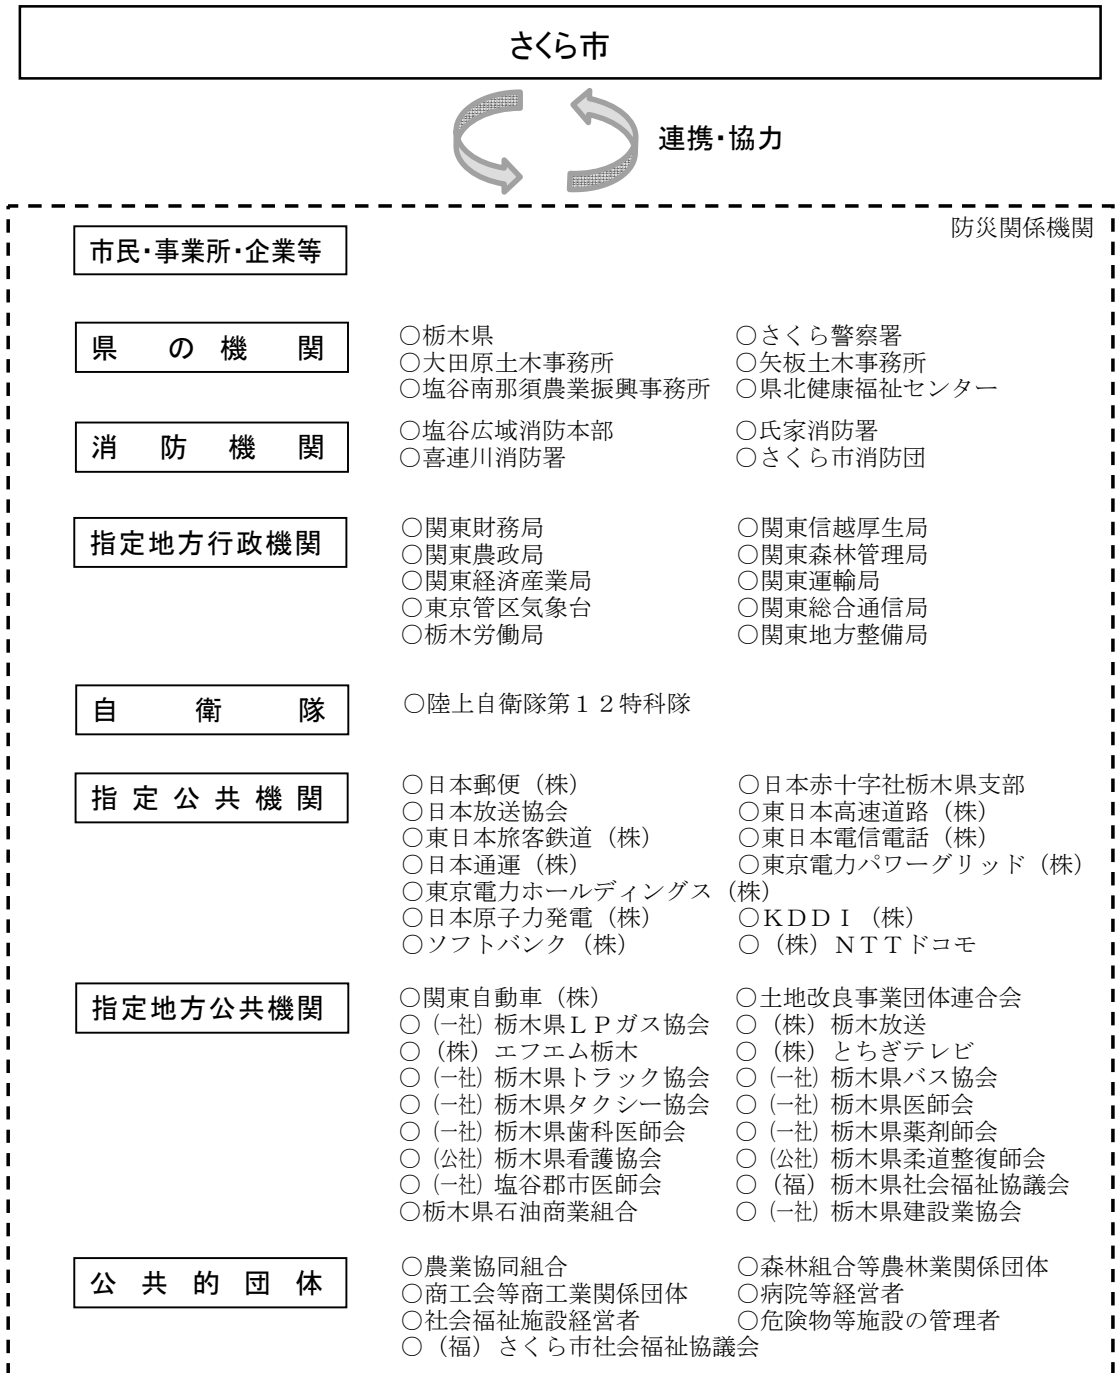 さくら市
連携・協力
防災関係機関
市民・事業所・企業等
県の機関
○栃木県 ○さくら警察署
○大田原土木事務所 ○矢板土木事務所
○塩谷南那須農業振興事務所 ○県北健康福祉センター
消防機関
○塩谷広域消防本部 ○氏家消防署
○喜連川消防署 ○さくら市消防団
指定地方行政機関
○関東財務局 ○関東信越厚生局
○関東農政局 ○関東森林管理局
○関東経済産業局 ○関東運輸局
○東京管区気象台 ○関東総合通信局
○栃木労働局 ○関東地方整備局
自衛隊
○陸上自衛隊第１２特科隊
指定公共機関
○日本郵便（株） ○日本赤十字社栃木県支部
○日本放送協会 ○東日本高速道路（株）
○東日本旅客鉄道（株） ○東日本電信電話（株）
○日本通運（株） ○東京電力パワーグリッド（株）
○東京電力ホールディングス（株）
○日本原子力発電（株） ○ＫＤＤＩ（株）
○ソフトバンク（株） ○（株）ＮＴＴドコモ
指定地方公共機関
○関東自動車（株） ○土地改良事業団体連合会
○（一社）栃木県ＬＰガス協会 ○（株）栃木放送
○（株）エフエム栃木 ○（株）とちぎテレビ
○（一社）栃木県トラック協会 ○（一社）栃木県バス協会
○（一社）栃木県タクシー協会 ○（一社）栃木県医師会
○（一社）栃木県歯科医師会 ○（一社）栃木県薬剤師会
○（公社）栃木県看護協会 ○（公社）栃木県柔道整復師会
○（一社）塩谷郡市医師会 ○（福）栃木県社会福祉協議会
○栃木県石油商業組合 ○（一社）栃木県建設業協会
公共的団体
○農業協同組合 ○森林組合等農林業関係団体
○商工会等商工業関係団体 ○病院等経営者
○社会福祉施設経営者 ○危険物等施設の管理者
○（福）さくら市社会福祉協議会